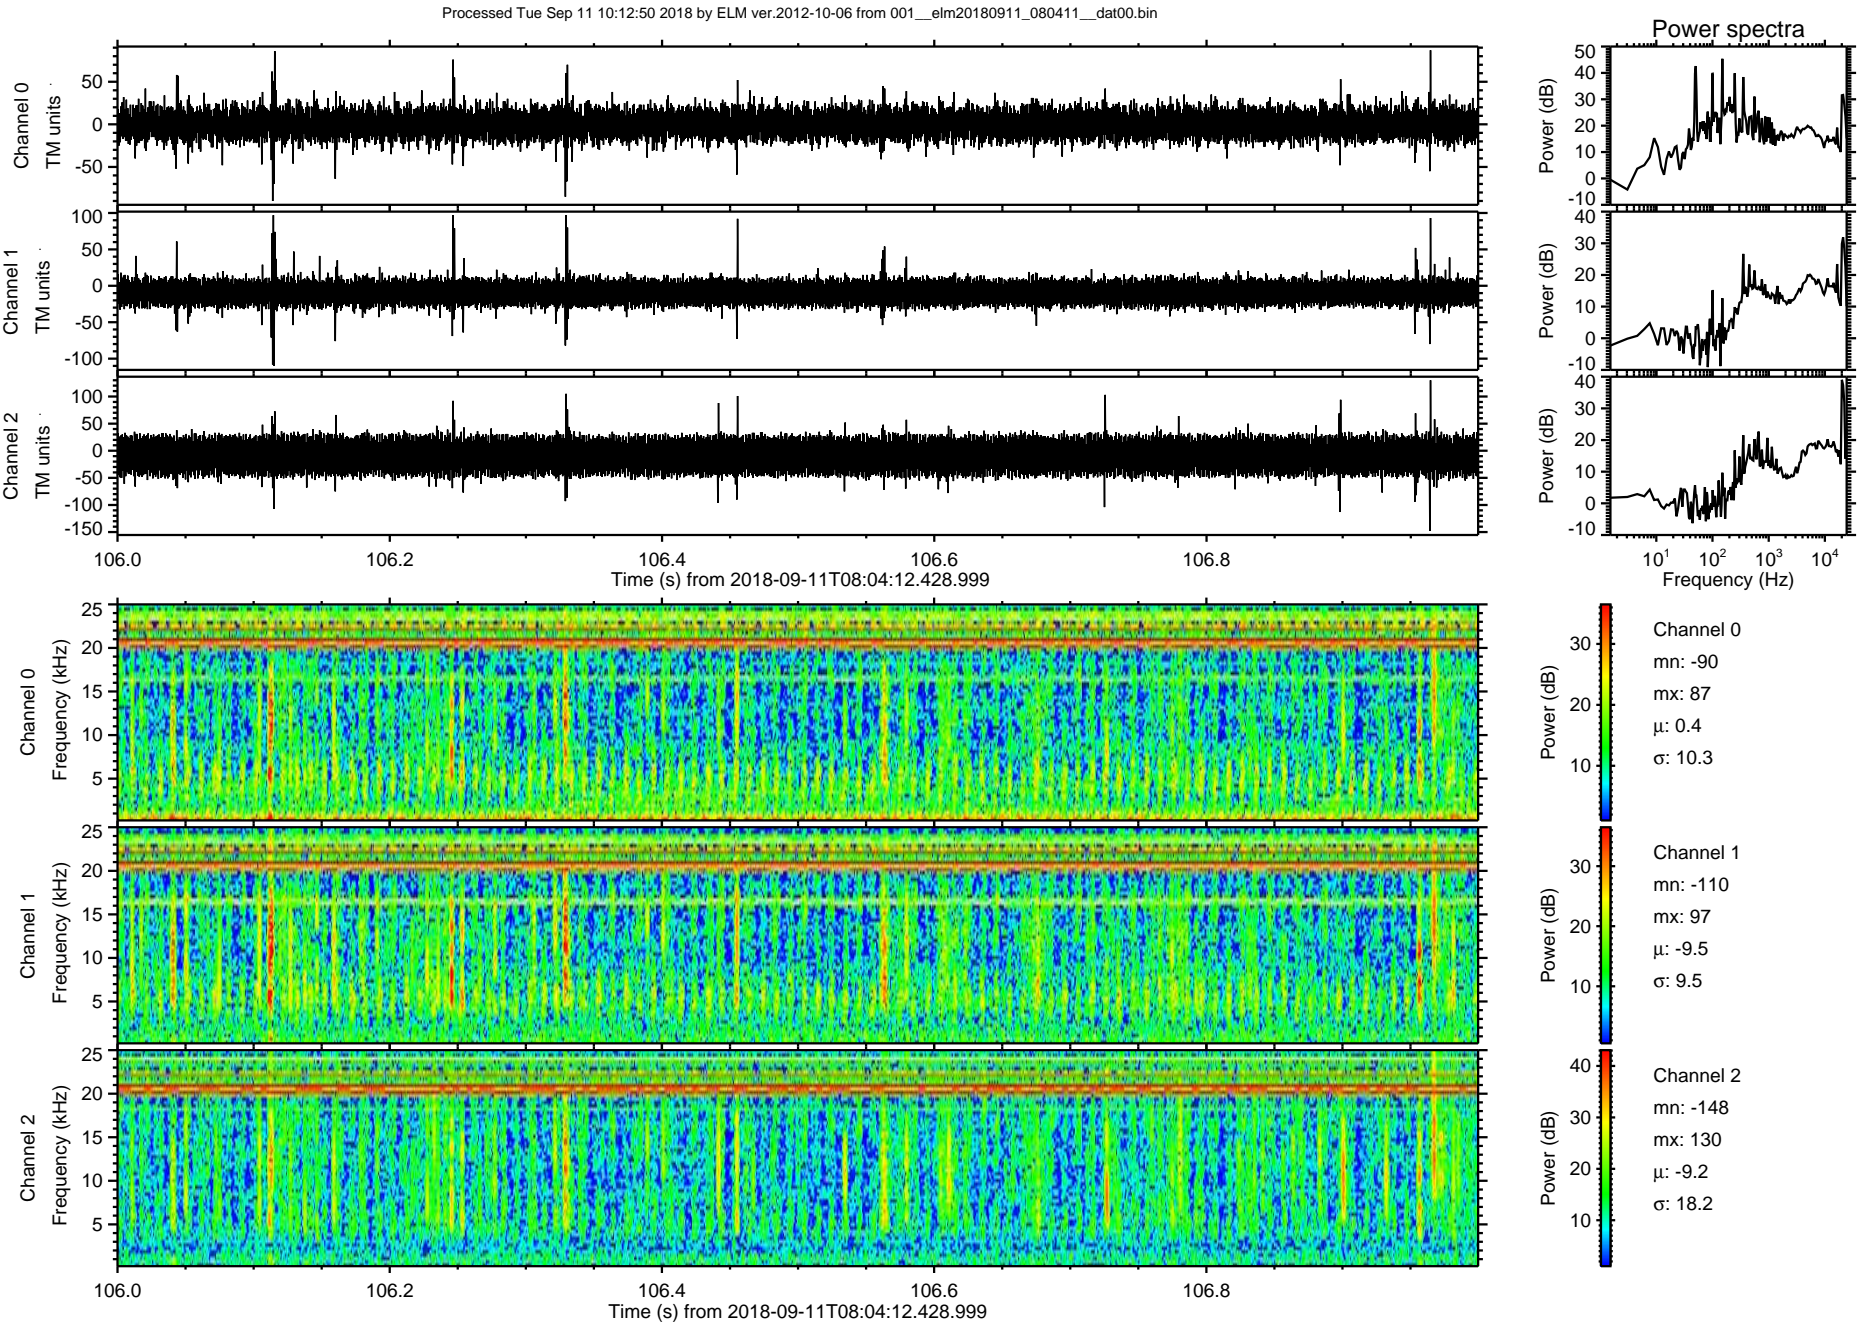 Processed Tue Sep 11 10:12:50 2018 by ELM ver.2012-10-06 from 001__elm20180911_080411__dat00.bin
Power spectra
Channel 0
TM units
50
0
-50
Power (dB)
50
40
30
20
10
0
-10
Channel 1
TM units
100
50
0
-50
-100
Power (dB)
40
30
20
10
0
-10
Channel 2
TM units
100
50
0
-50
-100
-150
Power (dB)
40
30
20
10
0
-10
106.0 106.2 106.4 106.6 106.8
Time (s) from 2018-09-11T08:04:12.428.999
10^1 10^2 10^3 10^4
Frequency (Hz)
Channel 0
Frequency (kHz)
25
20
15
10
5
Power (dB)
30
20
10
Channel 0
mn: -90
mx: 87
μ: 0.4
σ: 10.3
Channel 1
Frequency (kHz)
25
20
15
10
5
Power (dB)
30
20
10
Channel 1
mn: -110
mx: 97
μ: -9.5
σ: 9.5
Channel 2
Frequency (kHz)
25
20
15
10
5
Power (dB)
40
30
20
10
Channel 2
mn: -148
mx: 130
μ: -9.2
σ: 18.2
106.0 106.2 106.4 106.6 106.8
Time (s) from 2018-09-11T08:04:12.428.999